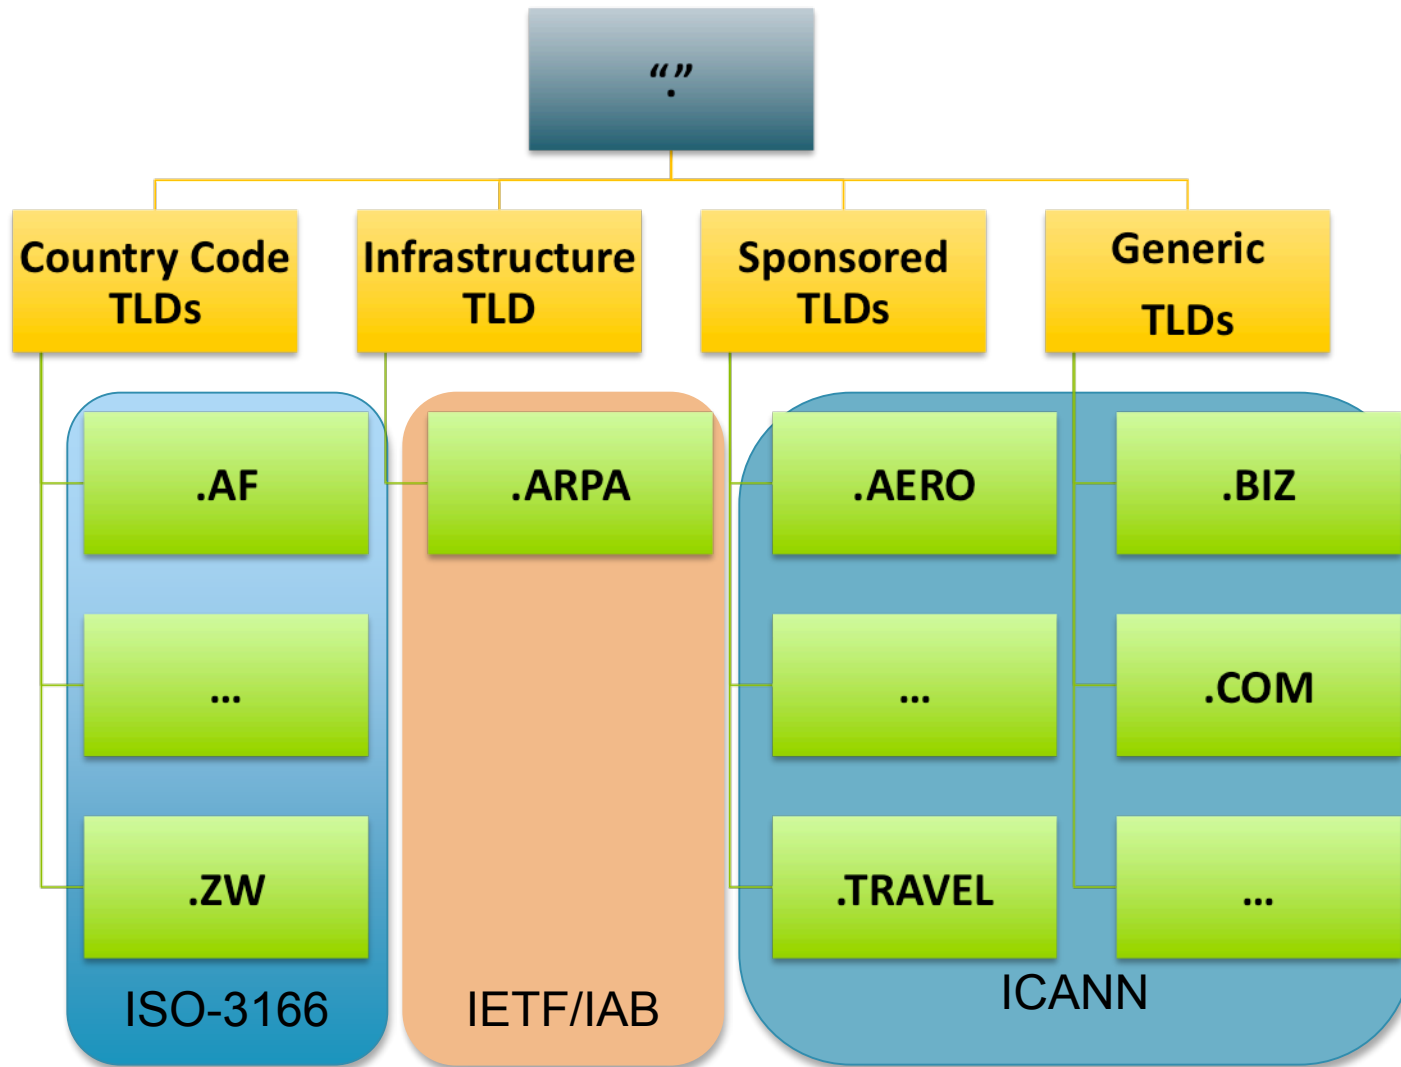 “.”
Country Code
TLDs
Infrastructure
TLD
Sponsored
TLDs
Generic
TLDs
.AF
.ARPA
.AERO
.BIZ
...
...
.COM
.ZW
.TRAVEL
...
ISO-3166
IETF/IAB
ICANN